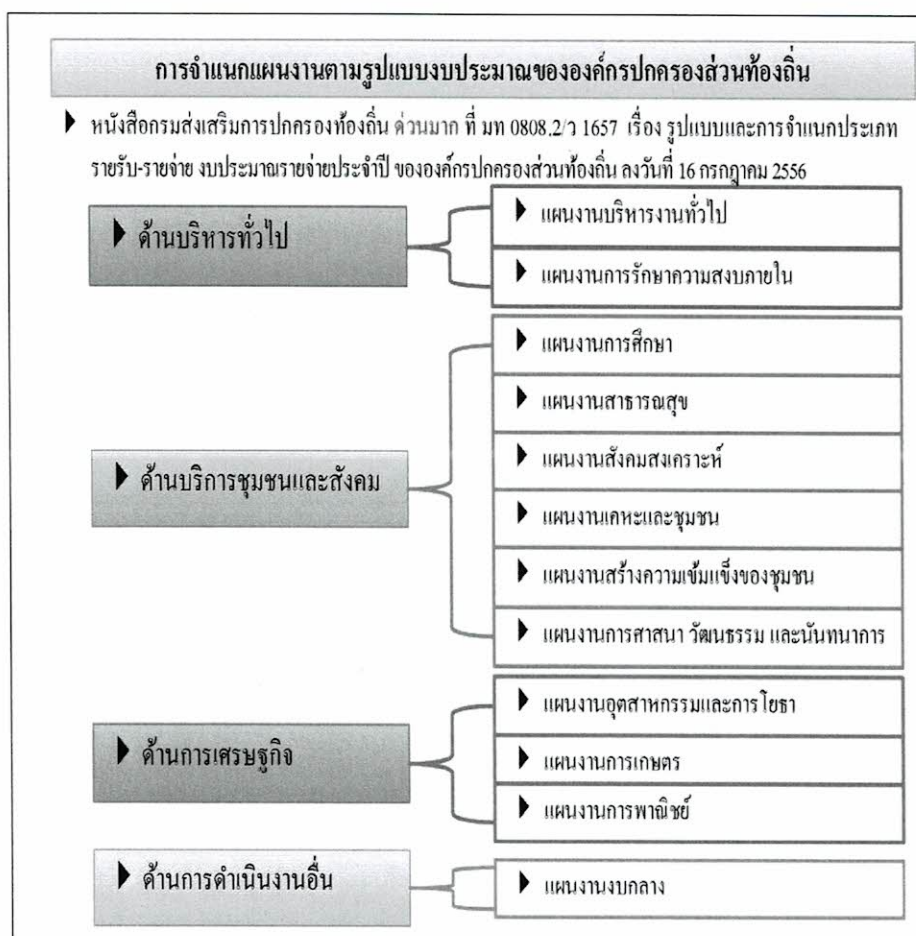 การจำแนกแผนงานตามรูปแบบงบประมาณขององค์กรปกครองส่วนท้องถิ่น
หนังสือกรมส่งเสริมการปกครองท้องถิ่น ด่วนมาก ที่ มท 0808.2/ว 1657 เรื่อง รูปแบบและการจำแนกประเภท
รายรับ-รายจ่าย งบประมาณรายจ่ายประจำปี ขององค์กรปกครองส่วนท้องถิ่น ลงวันที่ 16 กรกฎาคม 2556
ด้านบริหารทั่วไป
แผนงานบริหารงานทั่วไป
แผนงานการรักษาความสงบภายใน
ด้านบริการชุมชนและสังคม
แผนงานการศึกษา
แผนงานสาธารณสุข
แผนงานสังคมสงเคราะห์
แผนงานเคหะและชุมชน
แผนงานสร้างความเข้มแข็งของชุมชน
แผนงานการศาสนา วัฒนธรรม และนันทนาการ
ด้านการเศรษฐกิจ
แผนงานอุตสาหกรรมและการโยธา
แผนงานการเกษตร
แผนงานการพาณิชย์
ด้านการดำเนินงานอื่น
แผนงานงบกลาง